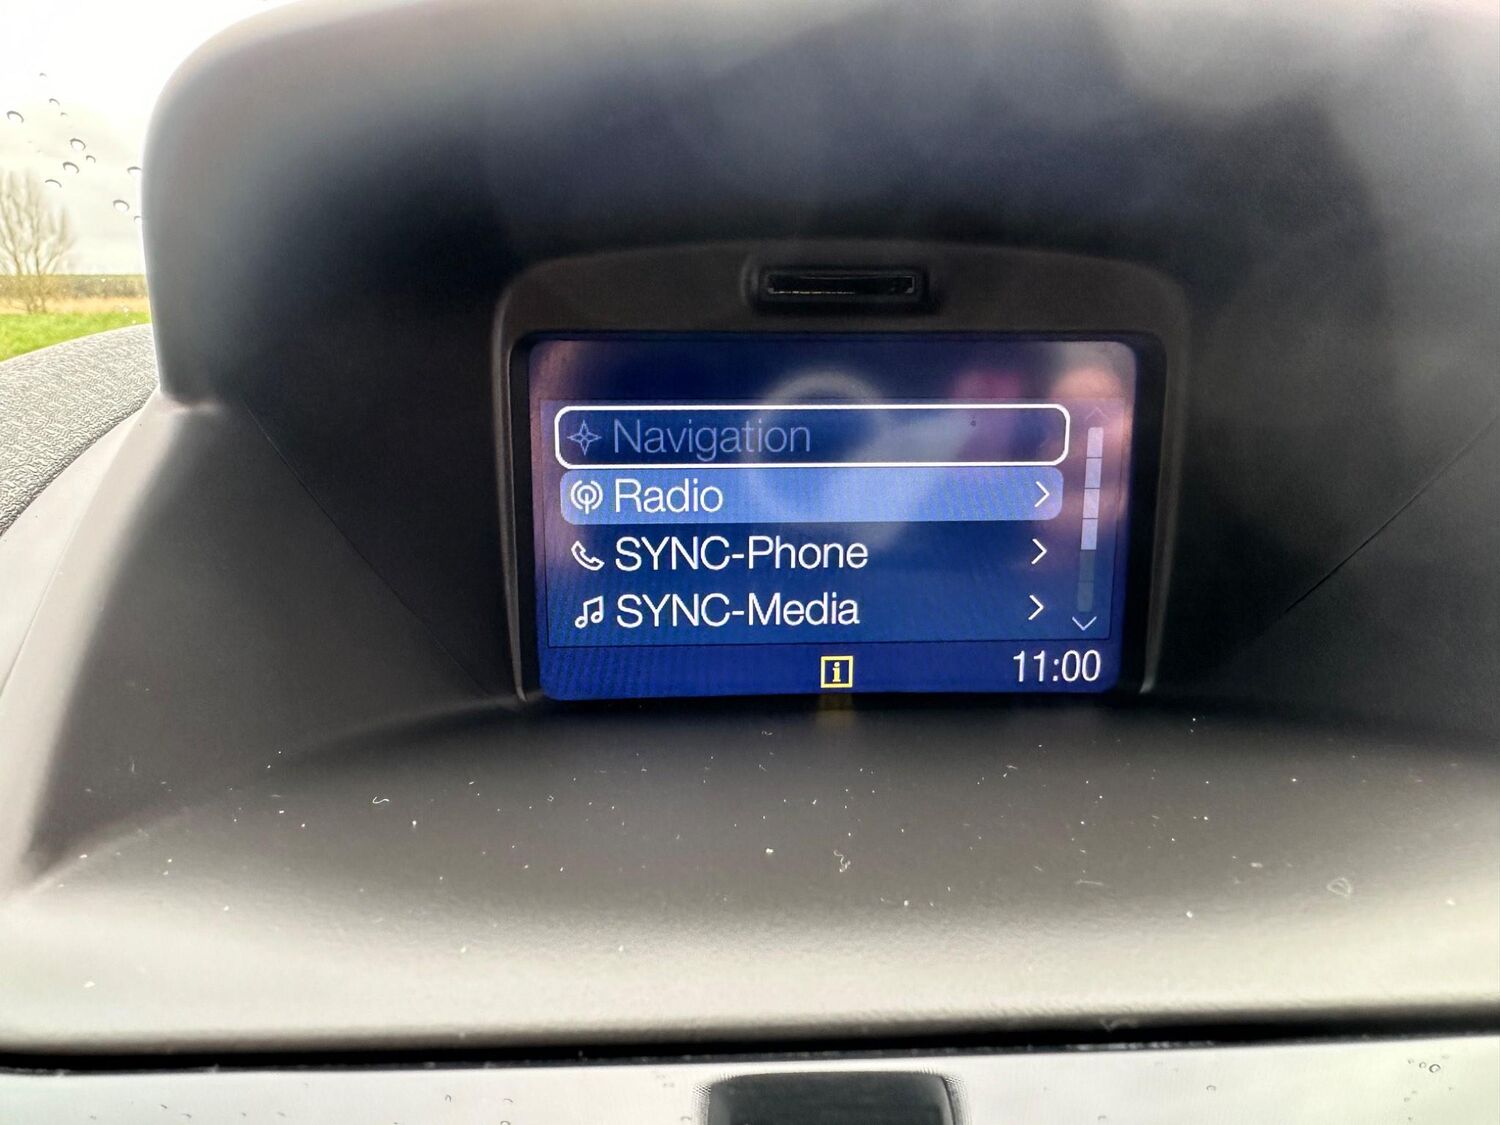 Navigation
Radio
SYNC-Phone
SYNC-Media
i 11:00